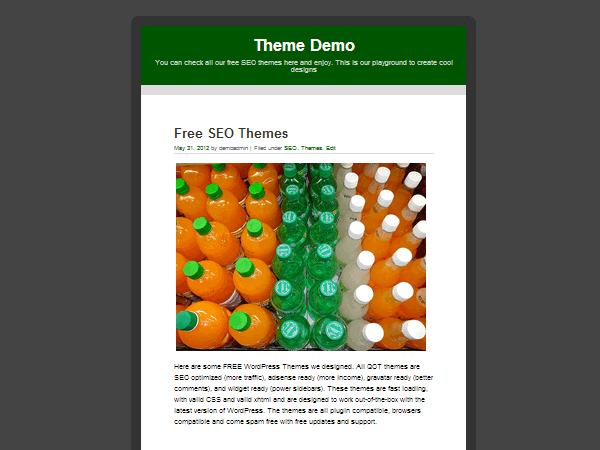 Theme Demo
You can check all our free SEO themes here and enjoy. This is our playground to create cool
designs
Free SEO Themes
May 31, 2012 by demoadmin | Filed under SEO, Themes. Edit
Here are some FREE WordPress Themes we designed. All QOT themes are
SEO optimized (more traffic), adsense ready (more income), gravatar ready (better
comments), and widget ready (power sidebars). These themes are fast loading,
with valid CSS and valid xhtml and are designed to work out-of-the-box with the
latest version of WordPress. The themes are all plugin compatible, browsers
compatible and come spam free with free updates and support.